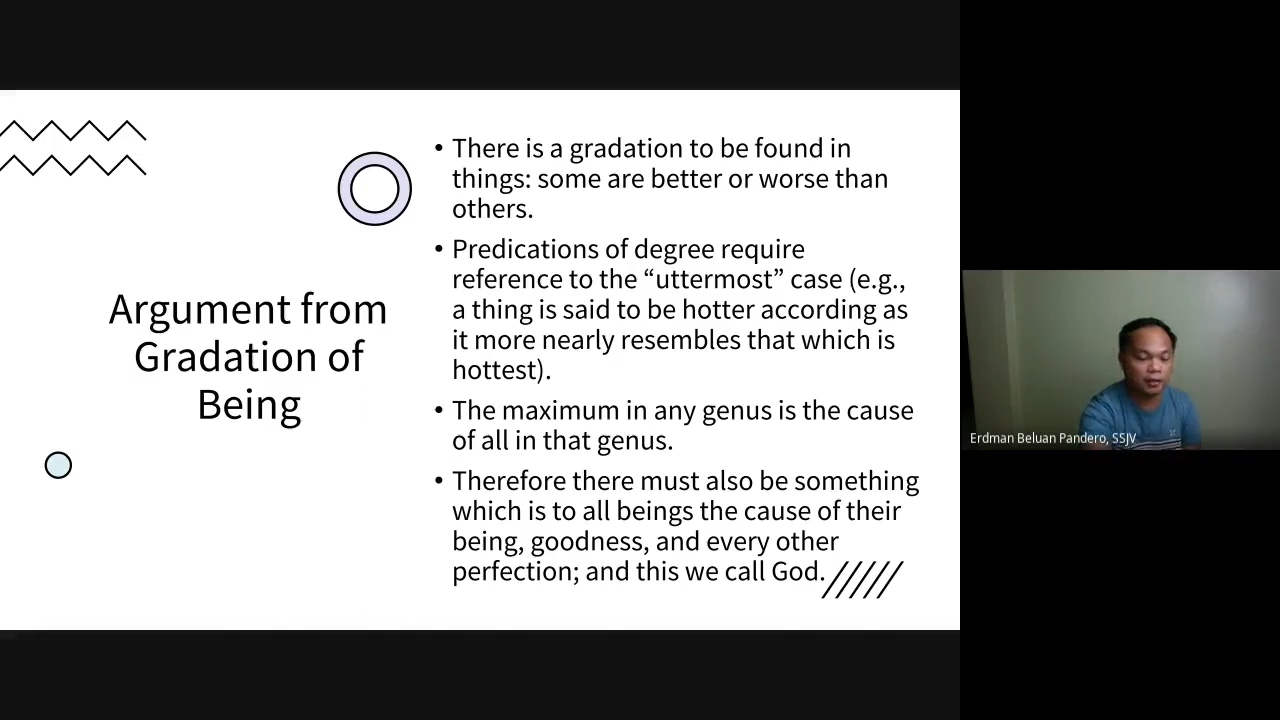 Argument from
Gradation of
Being
• There is a gradation to be found in
things: some are better or worse than
others.
• Predications of degree require
reference to the “uttermost” case (e.g.,
a thing is said to be hotter according as
it more nearly resembles that which is
hottest).
• The maximum in any genus is the cause
of all in that genus.
• Therefore there must also be something
which is to all beings the cause of their
being, goodness, and every other
perfection; and this we call God.
Erdman Beluan Pandero, SSJV